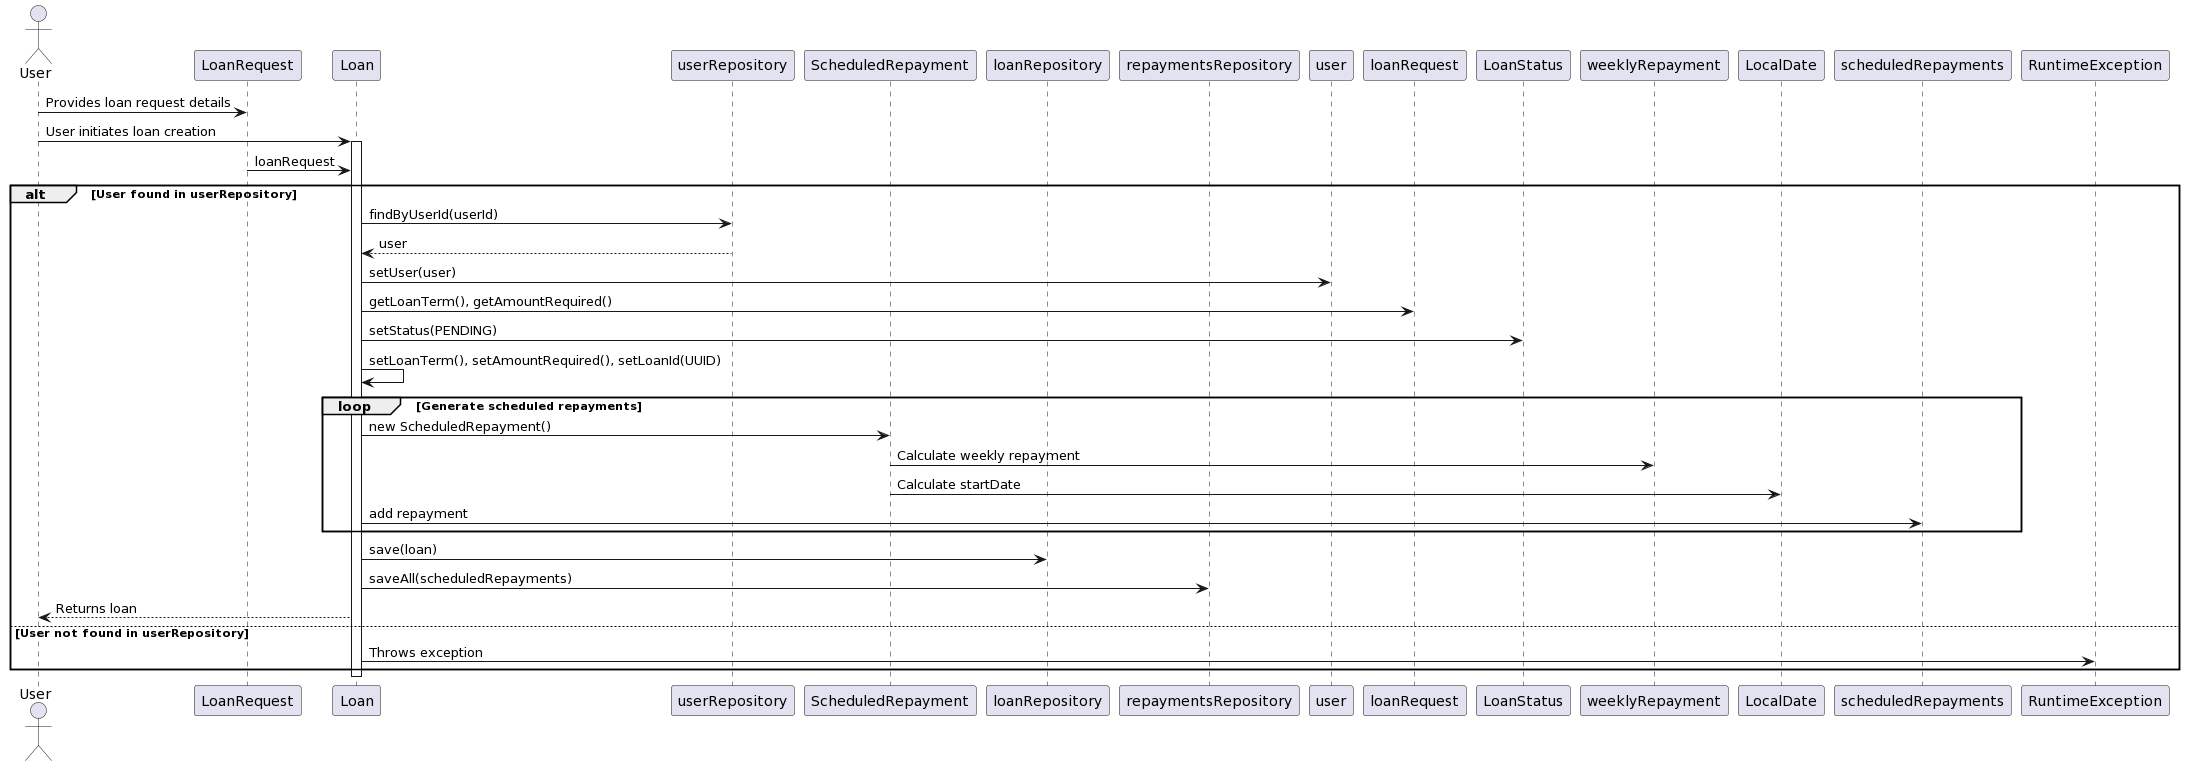 User
LoanRequest
Loan
userRepository
ScheduledRepayment
loanRepository
repaymentsRepository
user
loanRequest
LoanStatus
weeklyRepayment
LocalDate
scheduledRepayments
RuntimeException
Provides loan request details
User initiates loan creation
loanRequest
alt
[User found in userRepository]
findByUserId(userId)
user
setUser(user)
getLoanTerm(), getAmountRequired()
setStatus(PENDING)
setLoanTerm(), setAmountRequired(), setLoanId(UUID)
loop
[Generate scheduled repayments]
new ScheduledRepayment()
Calculate weekly repayment
Calculate startDate
add repayment
save(loan)
saveAll(scheduledRepayments)
Returns loan
[User not found in userRepository]
Throws exception
User
LoanRequest
Loan
userRepository
ScheduledRepayment
loanRepository
repaymentsRepository
user
loanRequest
LoanStatus
weeklyRepayment
LocalDate
scheduledRepayments
RuntimeException